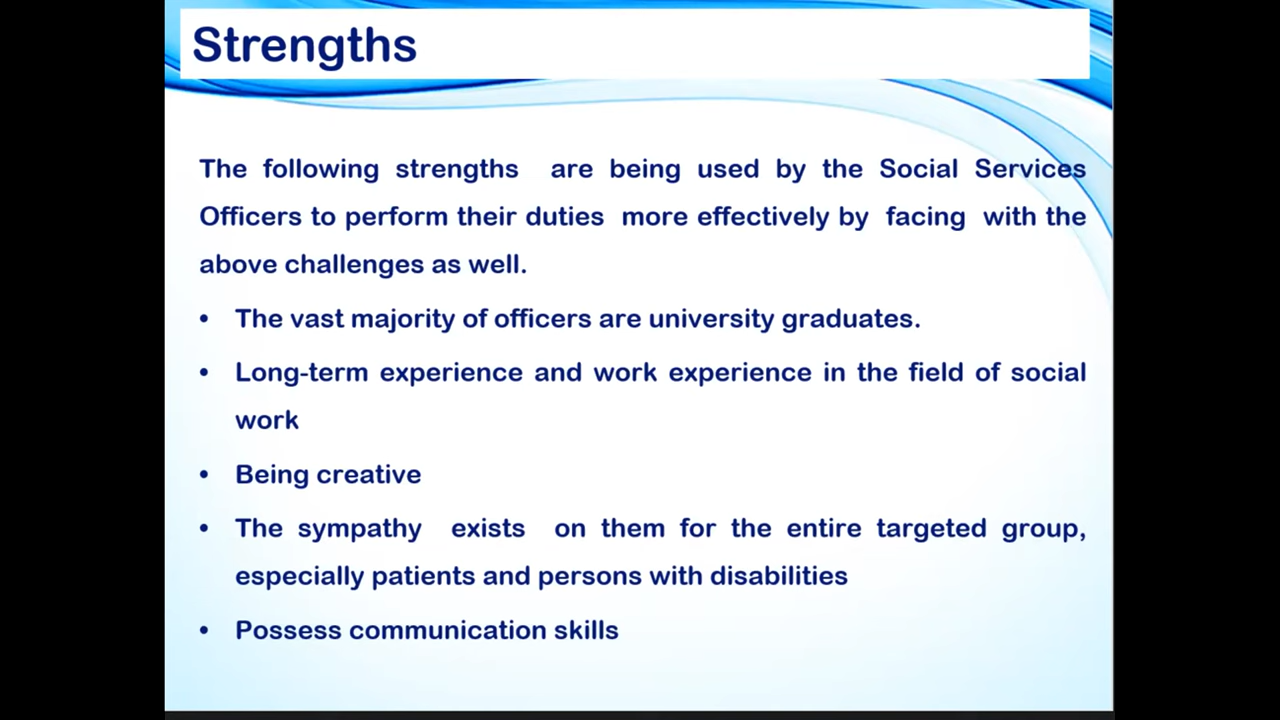 Strengths
The following strengths are being used by the Social Services
Officers to perform their duties more effectively by facing with the
above challenges as well.
• The vast majority of officers are university graduates.
• Long-term experience and work experience in the field of social
work
• Being creative
• The sympathy exists on them for the entire targeted group,
especially patients and persons with disabilities
• Possess communication skills